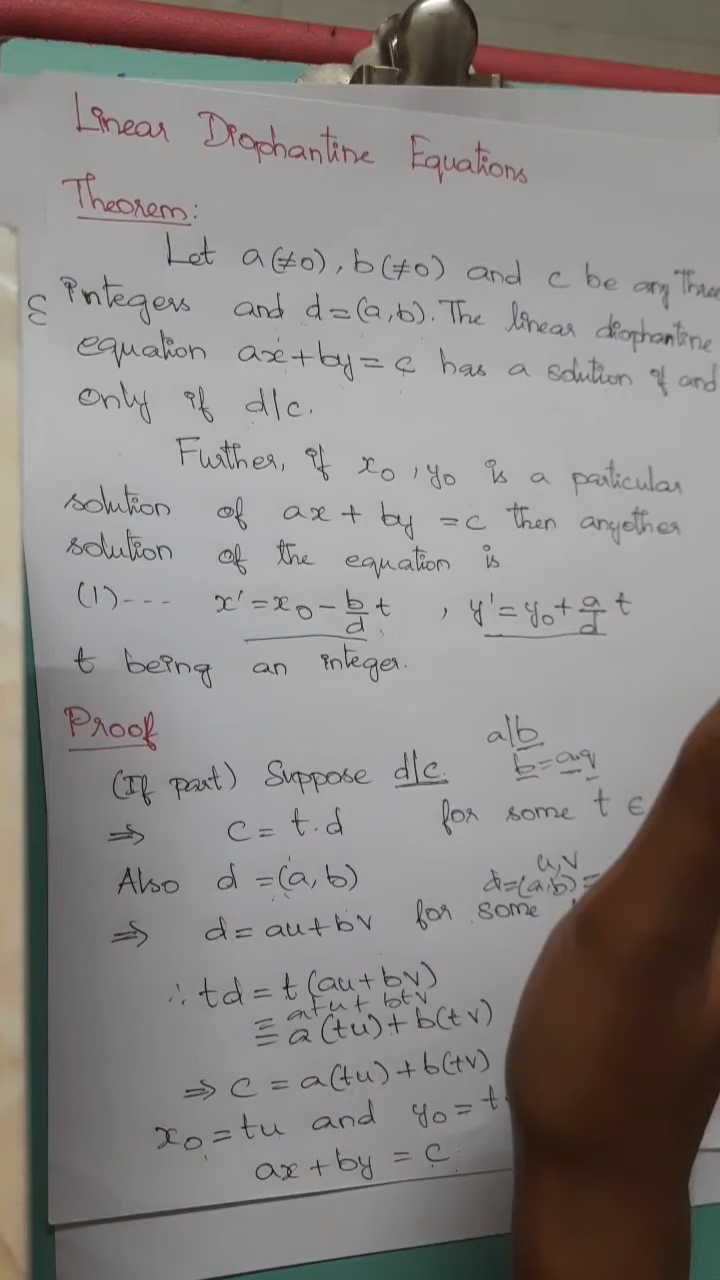 Linear Diophantine Equations
Theorem:
Let a(≠0), b(≠0) and c be any three
integers and d=(a,b). The linear diophantine
equation ax+by=c has a solution if and
only if d|c.
Further, if x₀, y₀ is a particular
solution of ax + by = c then anyother
solution of the equation is
(1)--- x'=x₀-b/d t , y'=y₀+a/d t
t being an integer.
Proof
a|b
b=aq
(If part) Suppose d|c.
⇒ c = t.d for some t ∈
u,v
Also d =(a,b) d=(a,b)=
⇒ d = au+bv for some
∴ td = t(au+bv)
atu + btv
= a(tu)+b(tv)
⇒ c = a(tu)+b(tv)
x₀=tu and y₀=t
ax+by = c.